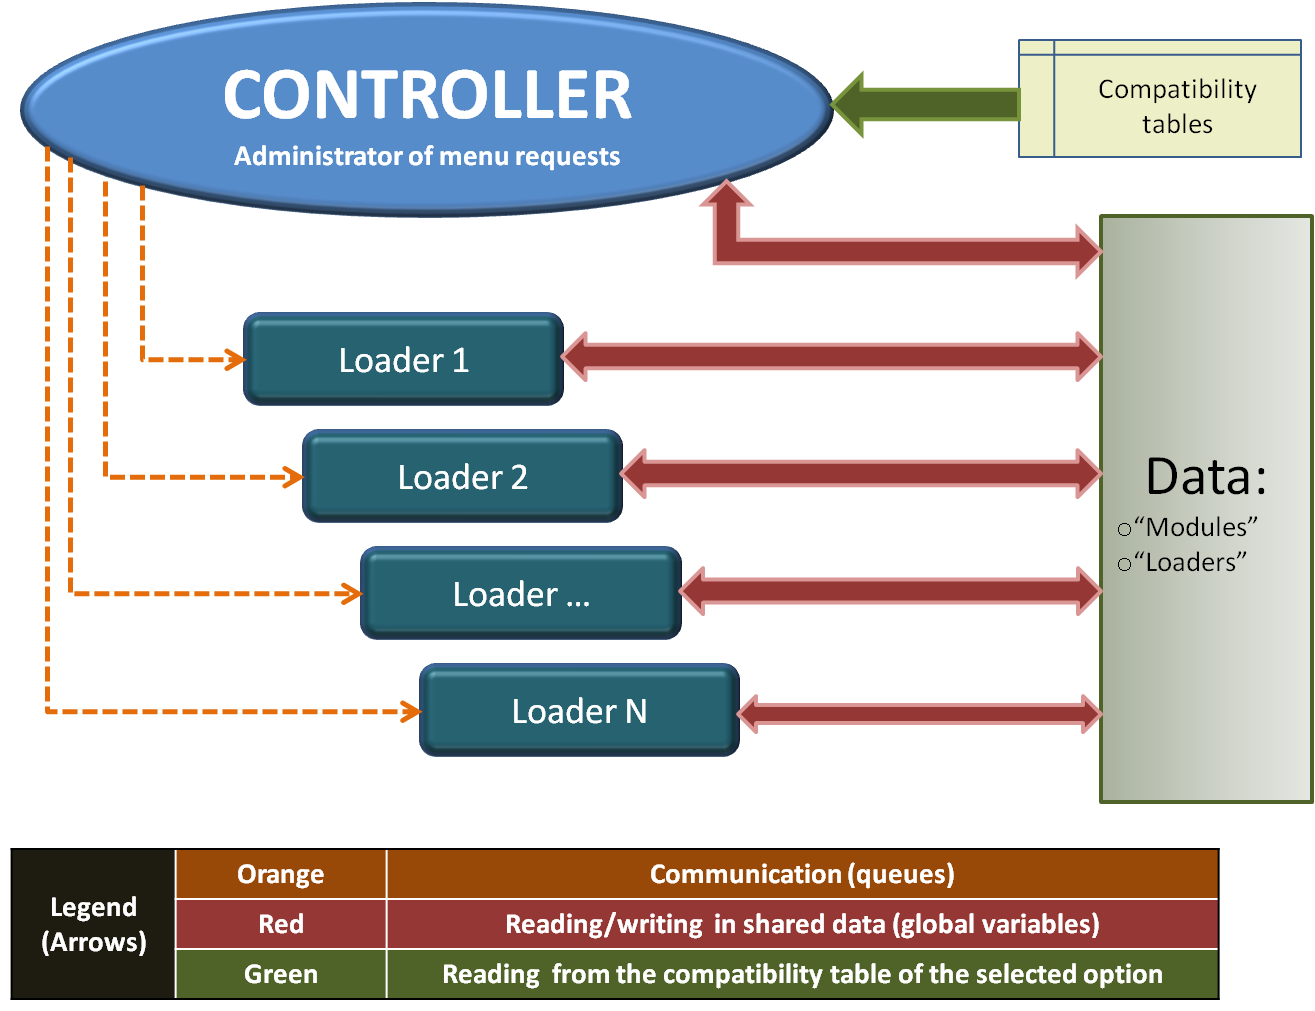 CONTROLLER
Administrator of menu requests
Compatibility
tables
Loader 1
Loader 2
Loader ...
Loader N
Data:
o“Modules”
o“Loaders”
Legend
(Arrows)
Orange
Communication (queues)
Red
Reading/writing in shared data (global variables)
Green
Reading from the compatibility table of the selected option